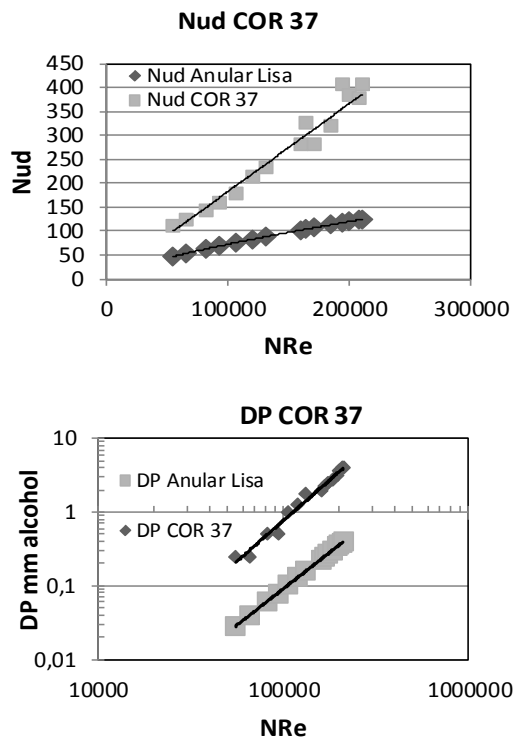 Nud COR 37
450
400
350
300
250
200
150
100
50
0
Nud
Nud Anular Lisa
Nud COR 37
0 100000 200000 300000
NRe
DP COR 37
10
1
0,1
0,01
DP mm alcohol
DP Anular Lisa
DP COR 37
10000 100000 1000000
NRe